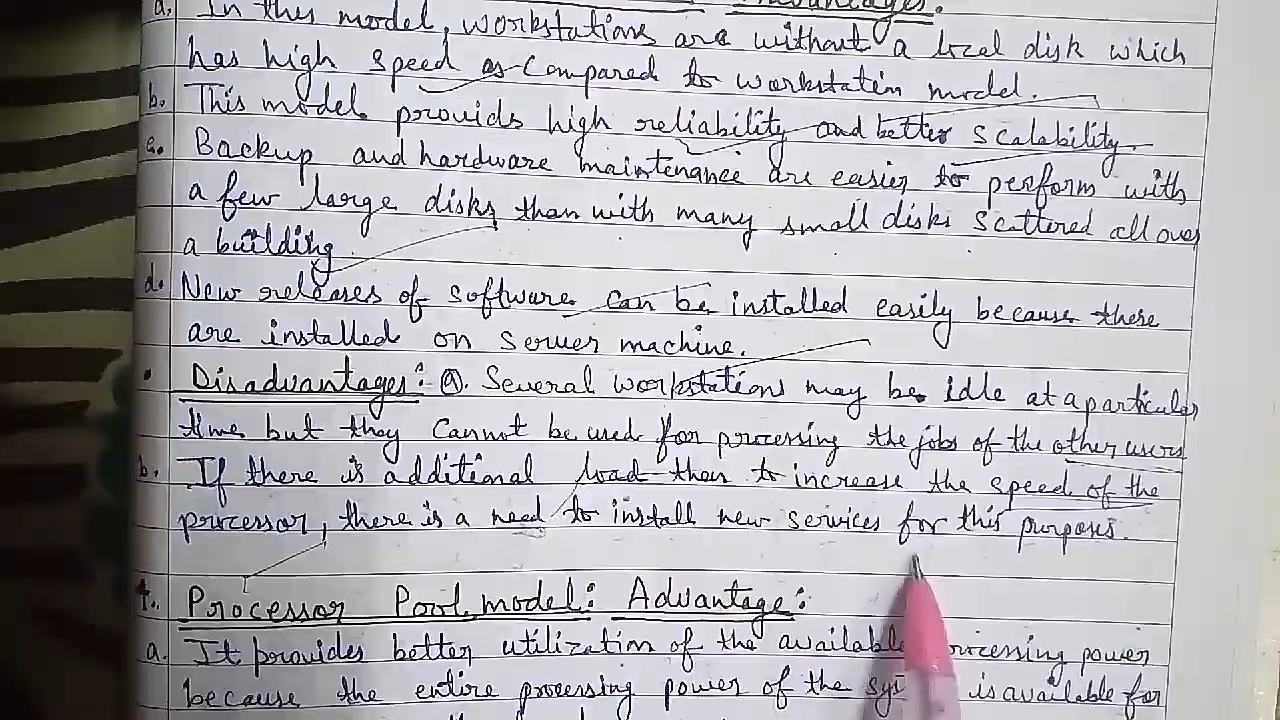 Advantages:
a. In this model, workstations are without a local disk which
has high speed as compared to workstation model.
b. This model provids high reliability and better scalability.
c. Backup and hardware maintenance are easier to perform with
a few large disks than with many small disks scattered all over
a building.
d. New releases of software can be installed easily because there
are installed on server machine.
• Disadvantages: a. Several workstations may be idle at a particular
time but they cannot be used for processing the jobs of the other users
b. If there is additional load then to increase the speed of the
processor, there is a need to install new services for this purposes.
4. Processor Pool model: Advantage:
a. It provides better utilization of the available processing power
because the entire processing power of the is available for